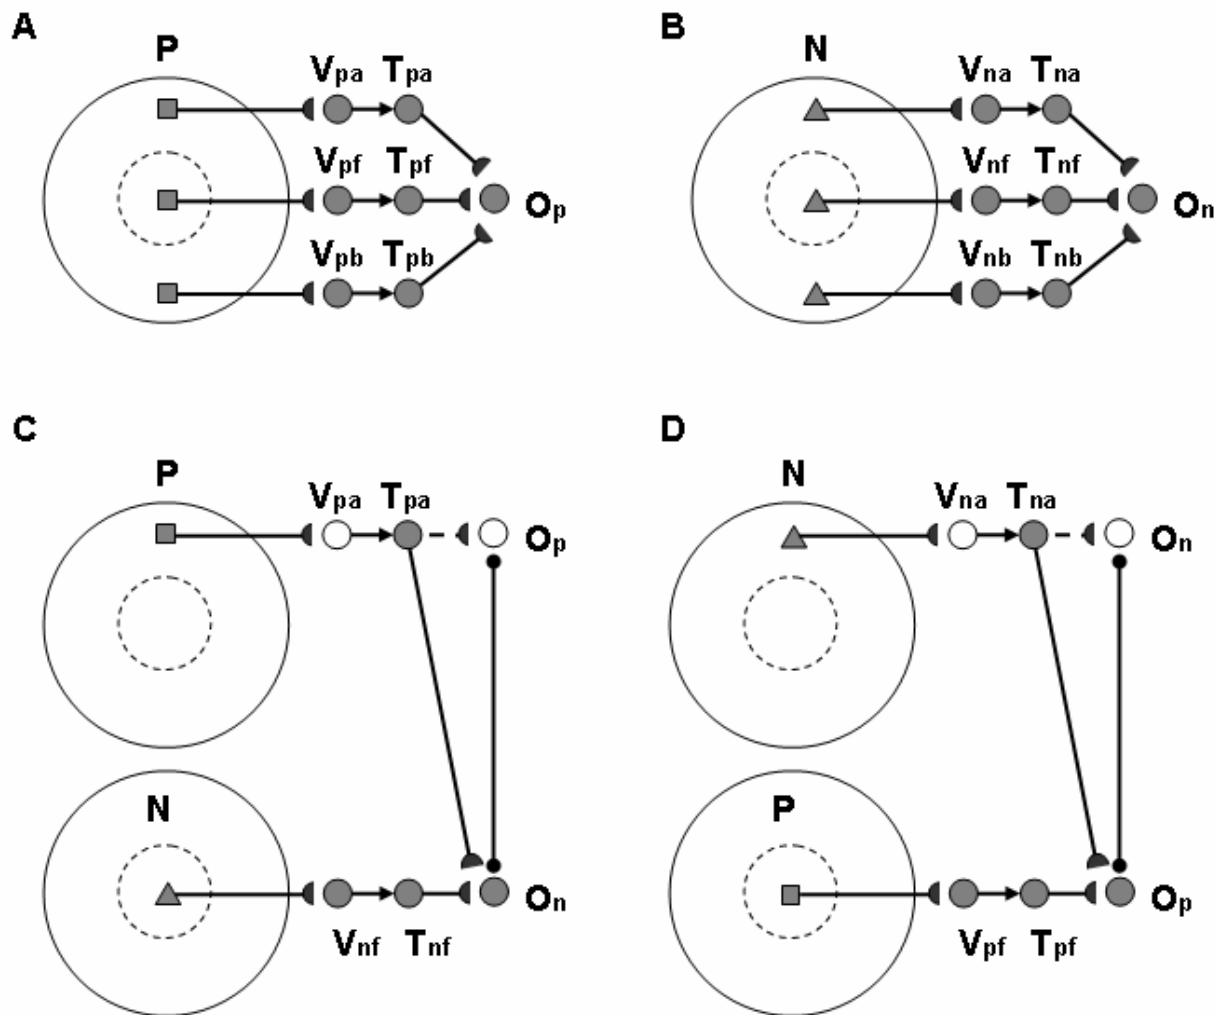 A
P
Vpa Tpa
Vpf Tpf
Op
Vpb Tpb
B
N
Vna Tna
Vnf Tnf
On
Vnb Tnb
C
P
Vpa Tpa
Op
N
On
Vnf Tnf
D
N
Vna Tna
On
P
Op
Vpf Tpf